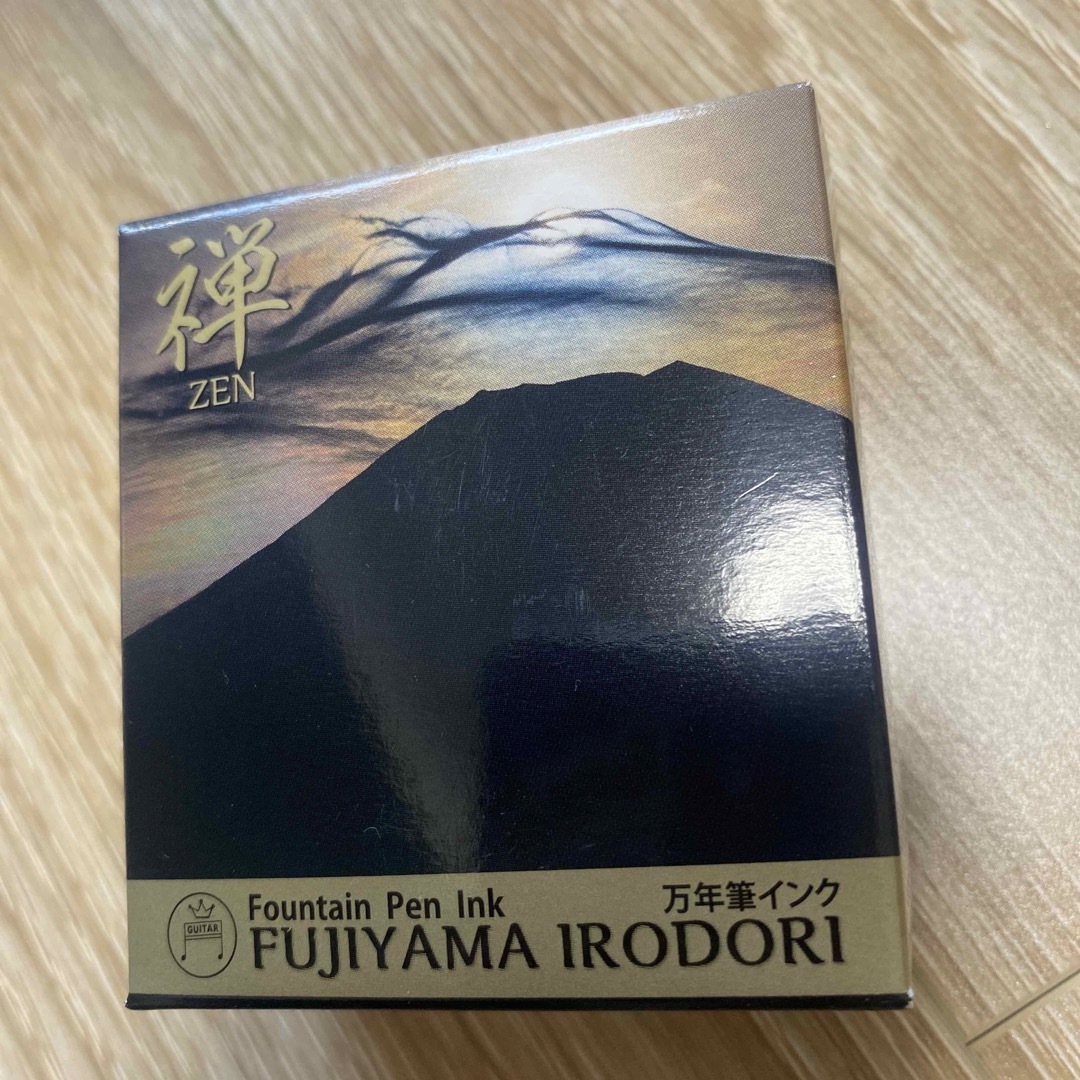 禅
ZEN
Fountain Pen Ink
万年筆インク
FUJIYAMA IRODORI
GUITAR